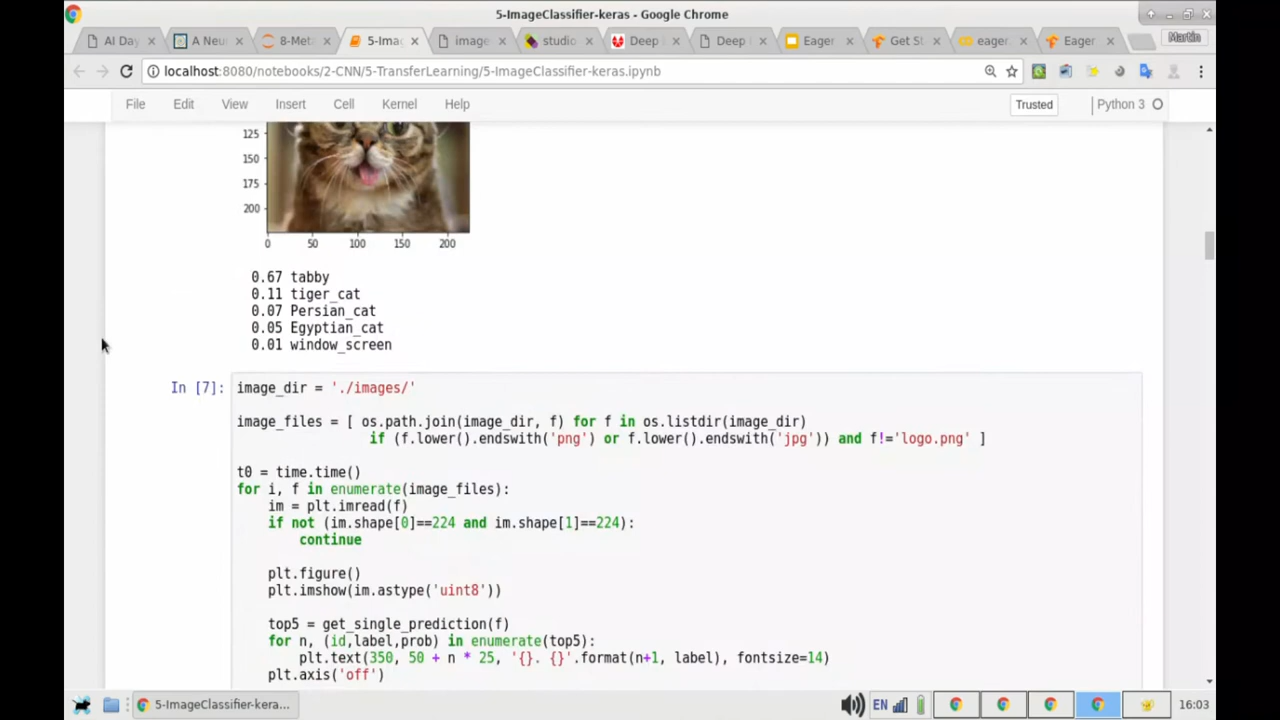 5-ImageClassifier-keras - Google Chrome
AI Day
A Neu
8-Met
5-Imag
image
studio
Deep
Deep
Eager
Get S
eager
Eager
Martin
localhost:8080/notebooks/2-CNN/5-TransferLearning/5-ImageClassifier-keras.ipynb
File Edit View Insert Cell Kernel Help Trusted Python 3
125
150
175
200
0 50 100 150 200
0.67 tabby
0.11 tiger_cat
0.07 Persian_cat
0.05 Egyptian_cat
0.01 window_screen
In [7]: image_dir = './images/'
image_files = [ os.path.join(image_dir, f) for f in os.listdir(image_dir)
if (f.lower().endswith('png') or f.lower().endswith('jpg')) and f!='logo.png' ]
t0 = time.time()
for i, f in enumerate(image_files):
im = plt.imread(f)
if not (im.shape[0]==224 and im.shape[1]==224):
continue
plt.figure()
plt.imshow(im.astype('uint8'))
top5 = get_single_prediction(f)
for n, (id,label,prob) in enumerate(top5):
plt.text(350, 50 + n * 25, '{}. {}'.format(n+1, label), fontsize=14)
plt.axis('off')
5-ImageClassifier-kera...
EN
16:03